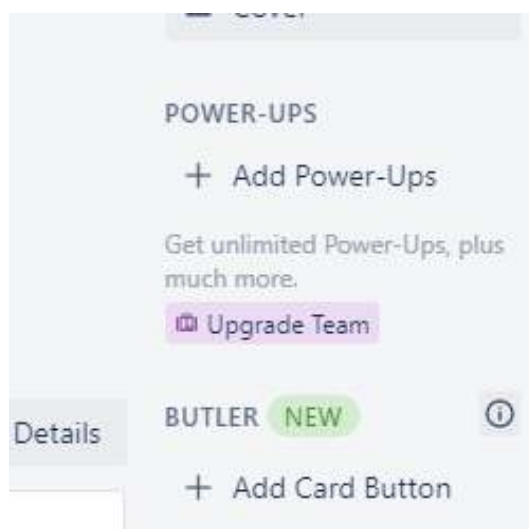 Cover
POWER-UPS
+ Add Power-Ups
Get unlimited Power-Ups, plus
much more.
Upgrade Team
BUTLER NEW
Details
+ Add Card Button